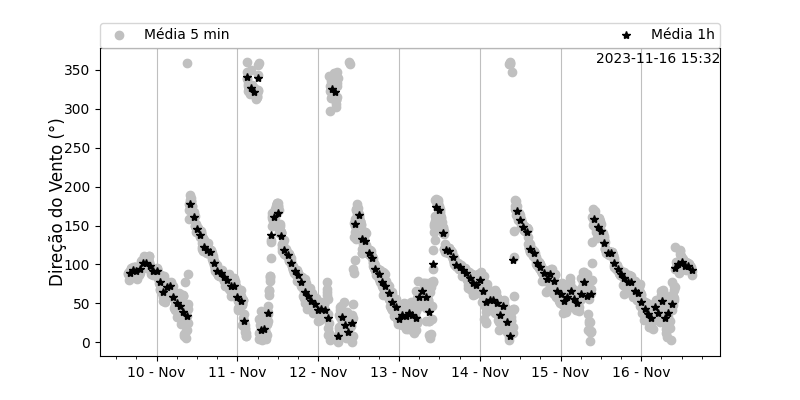 Média 5 min
Média 1h
2023-11-16 15:32
Direção do Vento (°)
350
300
250
200
150
100
50
0
10 - Nov
11 - Nov
12 - Nov
13 - Nov
14 - Nov
15 - Nov
16 - Nov